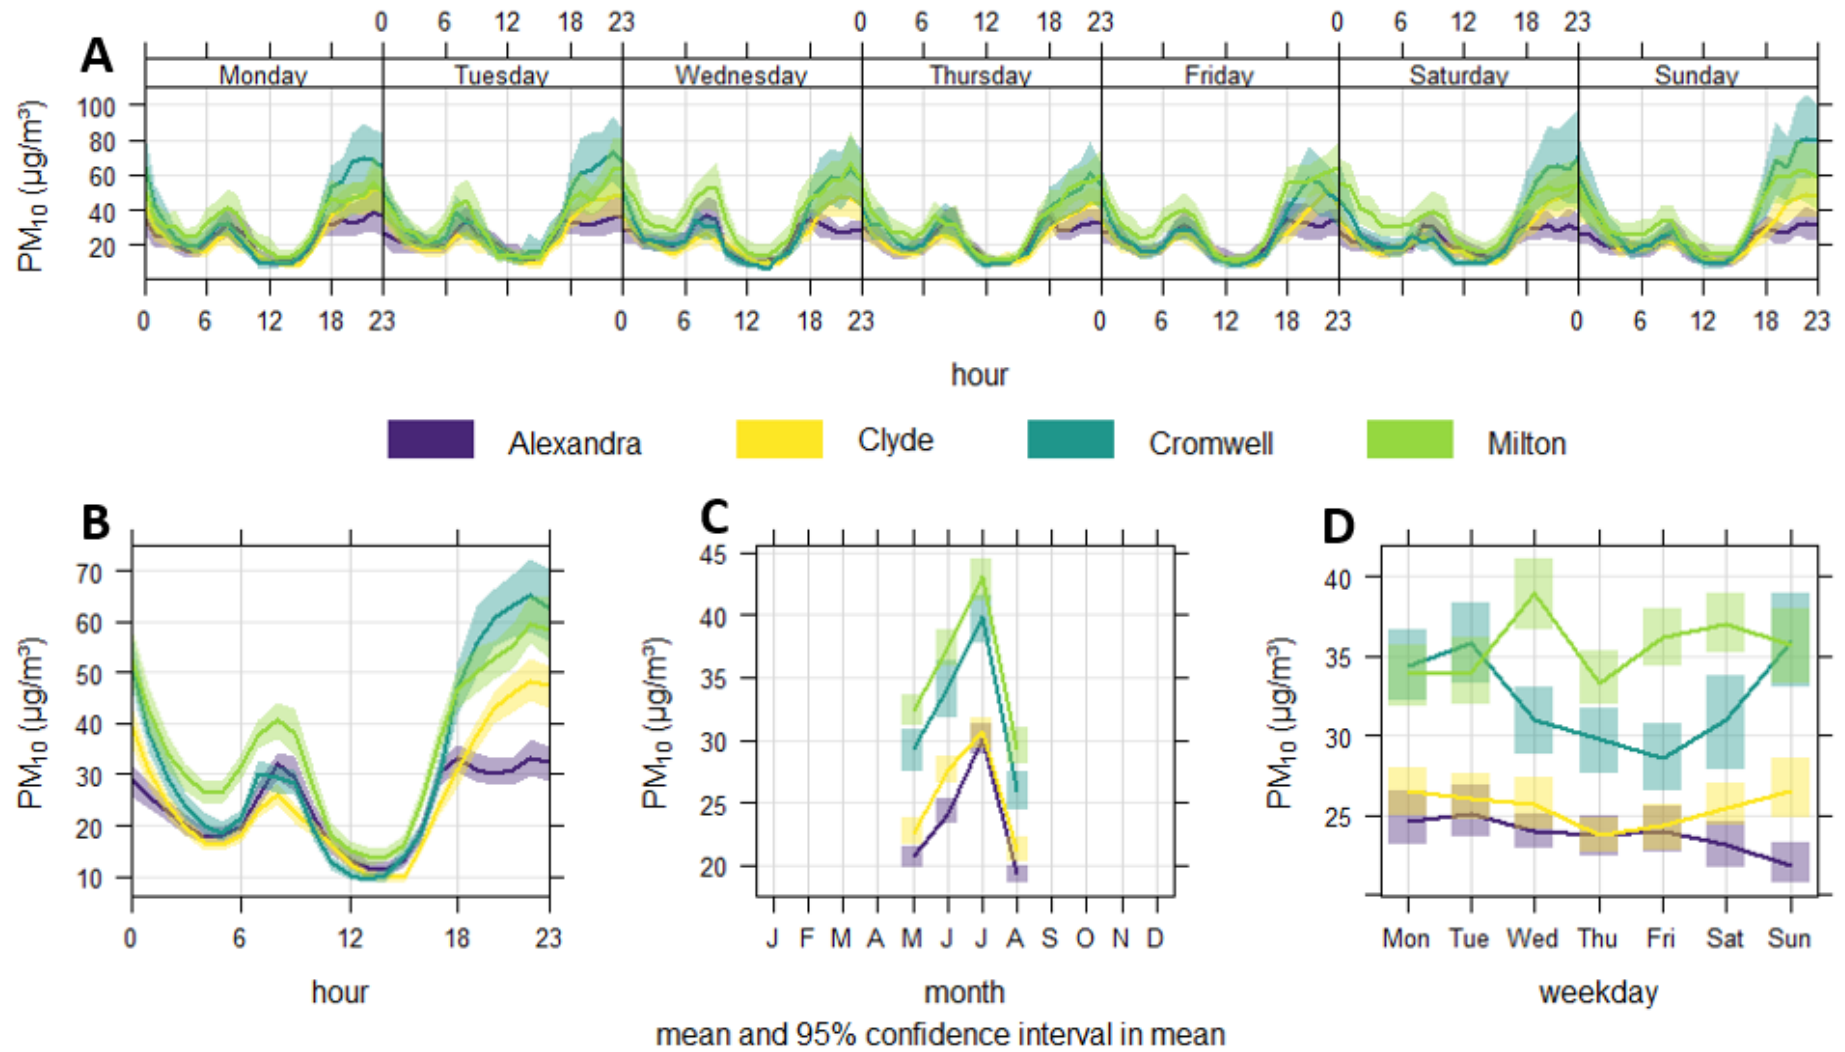 0 6 12 18 23 0 6 12 18 23 0 6 12 18 23
A
Monday Tuesday Wednesday Thursday Friday Saturday Sunday
PM₁₀ (µg/m³)
100
80
60
40
20
0 6 12 18 23 0 6 12 18 23 0 6 12 18 23 0 6 12 18 23
hour
Alexandra Clyde Cromwell Milton
B
PM₁₀ (µg/m³)
70
60
50
40
30
20
10
0 6 12 18 23
hour
C
PM₁₀ (µg/m³)
45
40
35
30
25
20
J F M A M J J A S O N D
month
D
PM₁₀ (µg/m³)
40
35
30
25
Mon Tue Wed Thu Fri Sat Sun
weekday
mean and 95% confidence interval in mean